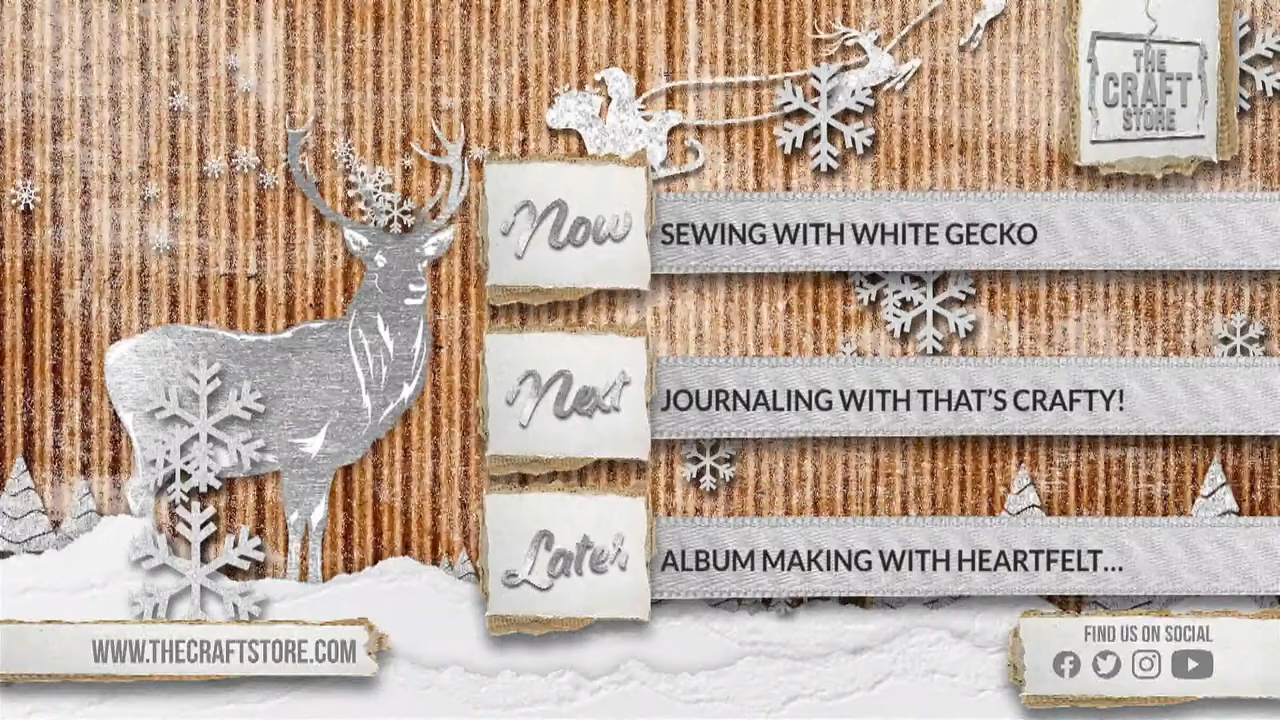 THE
CRAFT
STORE
Now
SEWING WITH WHITE GECKO
Next
JOURNALING WITH THAT'S CRAFTY!
Later
ALBUM MAKING WITH HEARTFELT...
WWW.THECRAFTSTORE.COM
FIND US ON SOCIAL